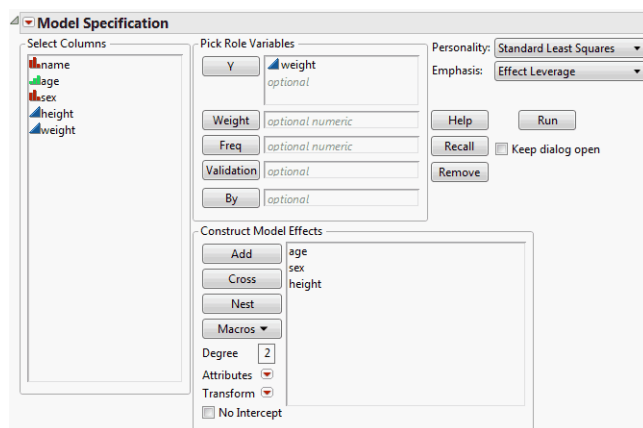 Model Specification
Select Columns
name
age
sex
height
weight
Pick Role Variables
Y
weight
optional
Weight
optional numeric
Freq
optional numeric
Validation
optional
By
optional
Personality:
Standard Least Squares
Emphasis:
Effect Leverage
Help
Run
Recall
Keep dialog open
Remove
Construct Model Effects
Add
Cross
Nest
Macros
Degree
2
Attributes
Transform
No Intercept
age
sex
height